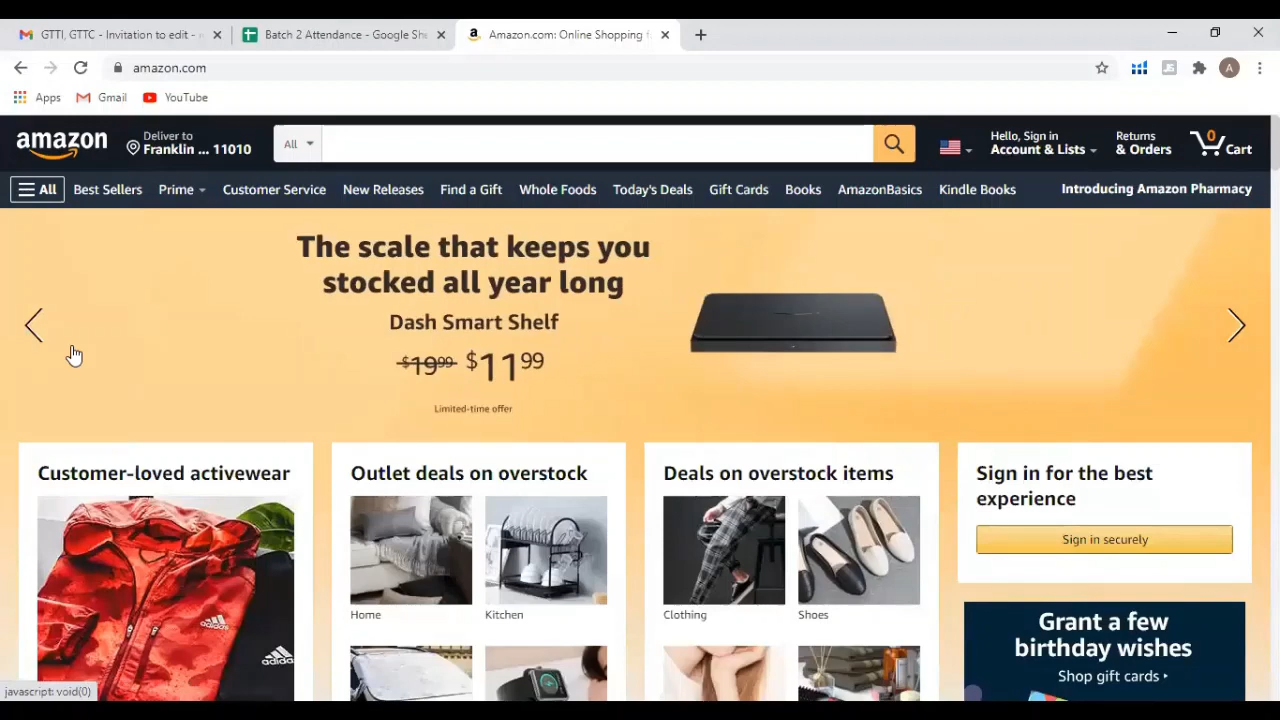 GTTI, GTTC - Invitation to edit -
Batch 2 Attendance - Google She
Amazon.com: Online Shopping f
amazon.com
A
Apps
Gmail
YouTube
amazon
Deliver to
Franklin ... 11010
All
Hello, Sign in
Account & Lists
Returns
& Orders
0
Cart
All
Best Sellers
Prime
Customer Service
New Releases
Find a Gift
Whole Foods
Today's Deals
Gift Cards
Books
AmazonBasics
Kindle Books
Introducing Amazon Pharmacy
The scale that keeps you
stocked all year long
Dash Smart Shelf
$1999 $1199
Limited-time offer
Customer-loved activewear
adidas
adidas
Outlet deals on overstock
Home
Kitchen
Deals on overstock items
Clothing
Shoes
Sign in for the best
experience
Sign in securely
Grant a few
birthday wishes
Shop gift cards
javascript: void(0)